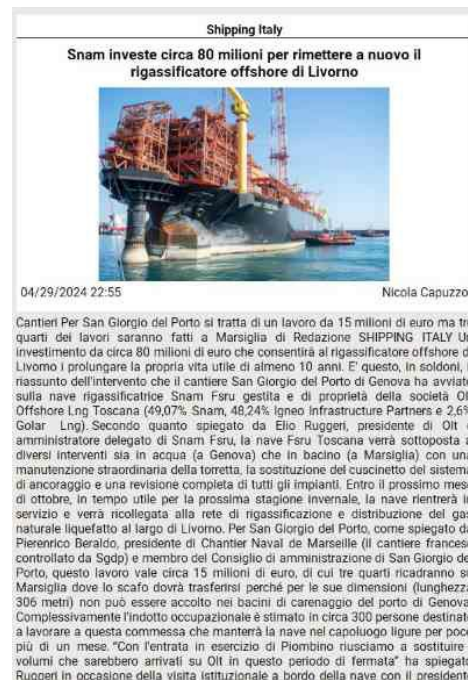 Shipping Italy
Snam investe circa 80 milioni per rimettere a nuovo il
rigassificatore offshore di Livorno
04/29/2024 22:55 Nicola Capuzzo
Cantieri Per San Giorgio del Porto si tratta di un lavoro da 15 milioni di euro ma tre
quarti dei lavori saranno fatti a Marsiglia di Redazione SHIPPING ITALY Un
investimento da circa 80 milioni di euro che consentirà al rigassificatore offshore di
Livorno i prolungare la propria vita utile di almeno 10 anni. E' questo, in soldoni, il
riassunto dell'intervento che il cantiere San Giorgio del Porto di Genova ha avviato
sulla nave rigassificatrice Snam Fsru gestita e di proprietà della società Olt
Offshore Lng Toscana (49,07% Snam, 48,24% Igneo Infrastructure Partners e 2,69%
Golar Lng). Secondo quanto spiegato da Elio Ruggeri, presidente di Olt e
amministratore delegato di Snam Fsru, la nave Fsru Toscana verrà sottoposta a
diversi interventi sia in acqua (a Genova) che in bacino (a Marsiglia) con una
manutenzione straordinaria della torretta, la sostituzione del cuscinetto del sistema
di ancoraggio e una revisione completa di tutti gli impianti. Entro il prossimo mese
di ottobre, in tempo utile per la prossima stagione invernale, la nave rientrerà in
servizio e verrà ricollegata alla rete di rigassificazione e distribuzione del gas
naturale liquefatto al largo di Livorno. Per San Giorgio del Porto, come spiegato da
Pierenrico Beraldo, presidente di Chantier Naval de Marseille (il cantiere francese
controllato da Sgdp) e membro del Consiglio di amministrazione di San Giorgio del
Porto, questo lavoro vale circa 15 milioni di euro, di cui tre quarti ricadranno su
Marsiglia dove lo scafo dovrà trasferirsi perché per le sue dimensioni (lunghezza
306 metri) non può essere accolto nei bacini di carenaggio del porto di Genova.
Complessivamente l'indotto occupazionale è stimato in circa 300 persone destinate
a lavorare a questa commessa che manterrà la nave nel capoluogo ligure per poco
più di un mese. "Con l'entrata in esercizio di Piombino riusciamo a sostituire i
volumi che sarebbero arrivati su Olt in questo periodo di fermata" ha spiegato
Ruggeri in occasione della visita istituzionale a bordo della nave con il presidente